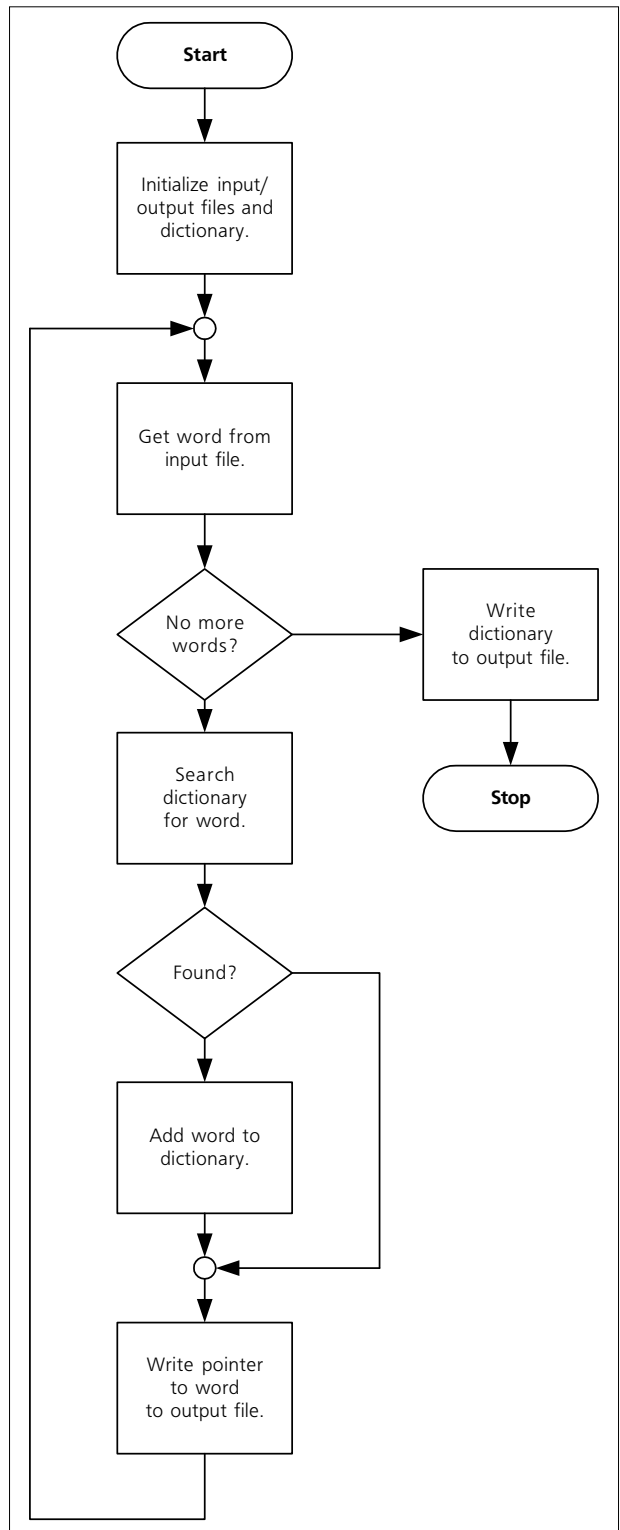 Start
Initialize input/
output files and
dictionary.
Get word from
input file.
No more
words?
Write
dictionary
to output file.
Search
dictionary
for word.
Stop
Found?
Add word to
dictionary.
Write pointer
to word
to output file.